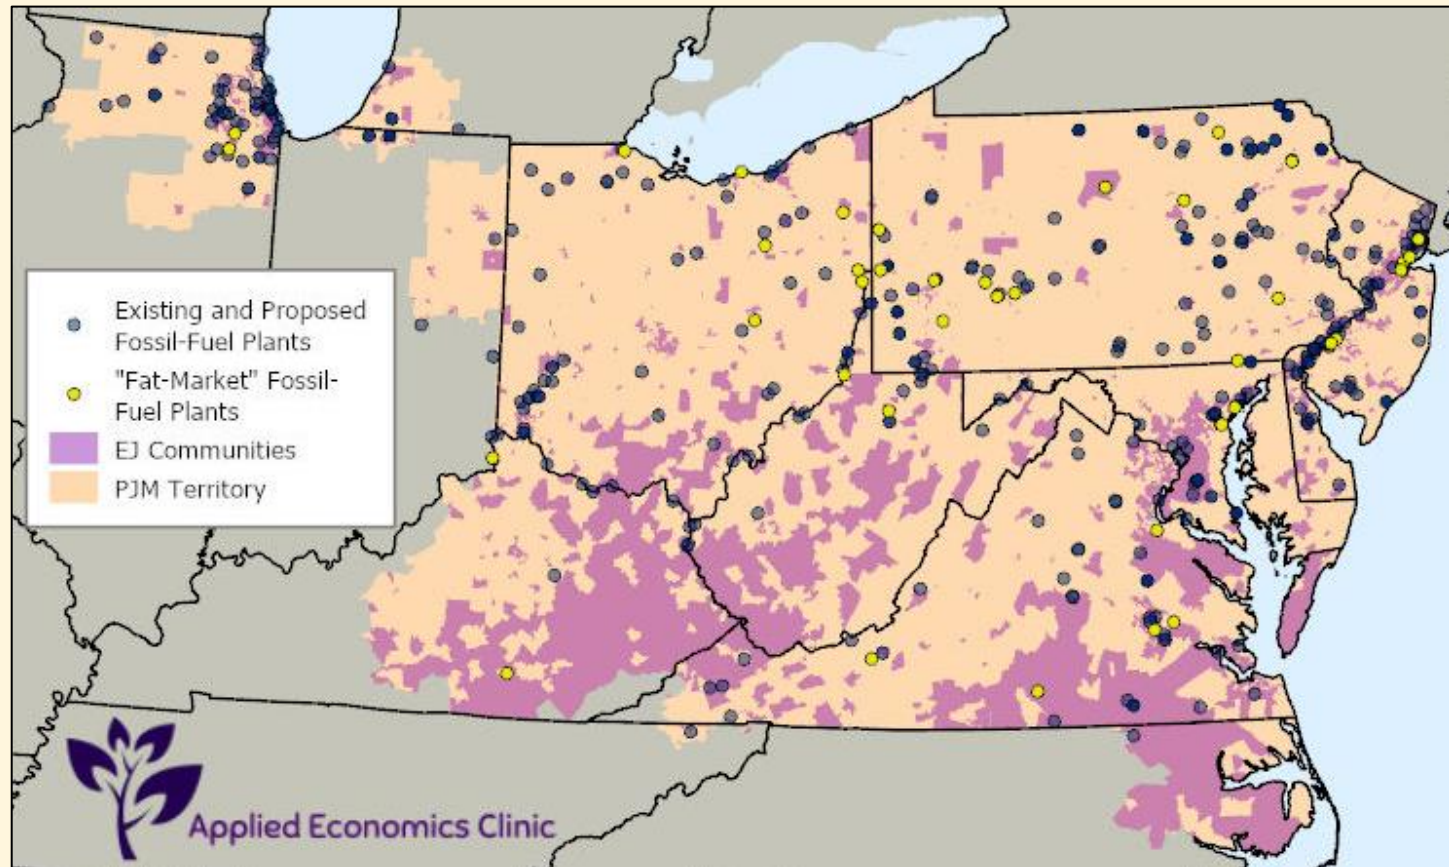 Existing and Proposed
Fossil-Fuel Plants
"Fat-Market" Fossil-
Fuel Plants
EJ Communities
PJM Territory
Applied Economics Clinic